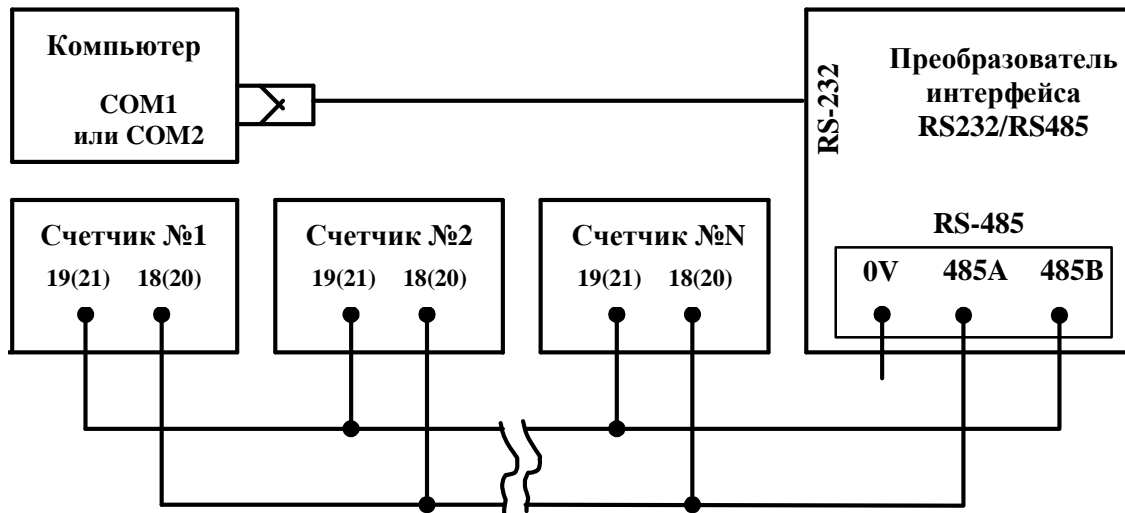 Компьютер
COM1
или COM2
RS-232
Преобразователь
интерфейса
RS232/RS485
Счетчик №1
19(21) 18(20)
Счетчик №2
19(21) 18(20)
Счетчик №N
19(21) 18(20)
RS-485
0V 485A 485B